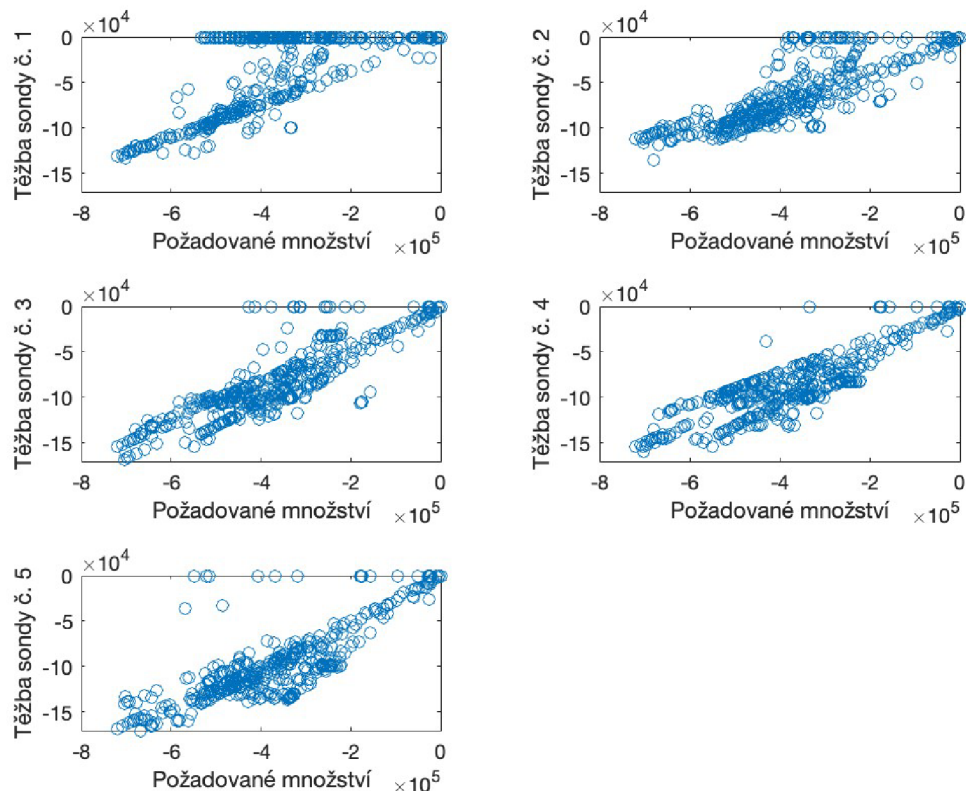 ×10⁴
0
-5
-10
-15
Těžba sondy č. 1
-8 -6 -4 -2 0
Požadované množství ×10⁵
×10⁴
0
-5
-10
-15
Těžba sondy č. 2
-8 -6 -4 -2 0
Požadované množství ×10⁵
×10⁴
0
-5
-10
-15
Těžba sondy č. 3
-8 -6 -4 -2 0
Požadované množství ×10⁵
×10⁴
0
-5
-10
-15
Těžba sondy č. 4
-8 -6 -4 -2 0
Požadované množství ×10⁵
×10⁴
0
-5
-10
-15
Těžba sondy č. 5
-8 -6 -4 -2 0
Požadované množství ×10⁵